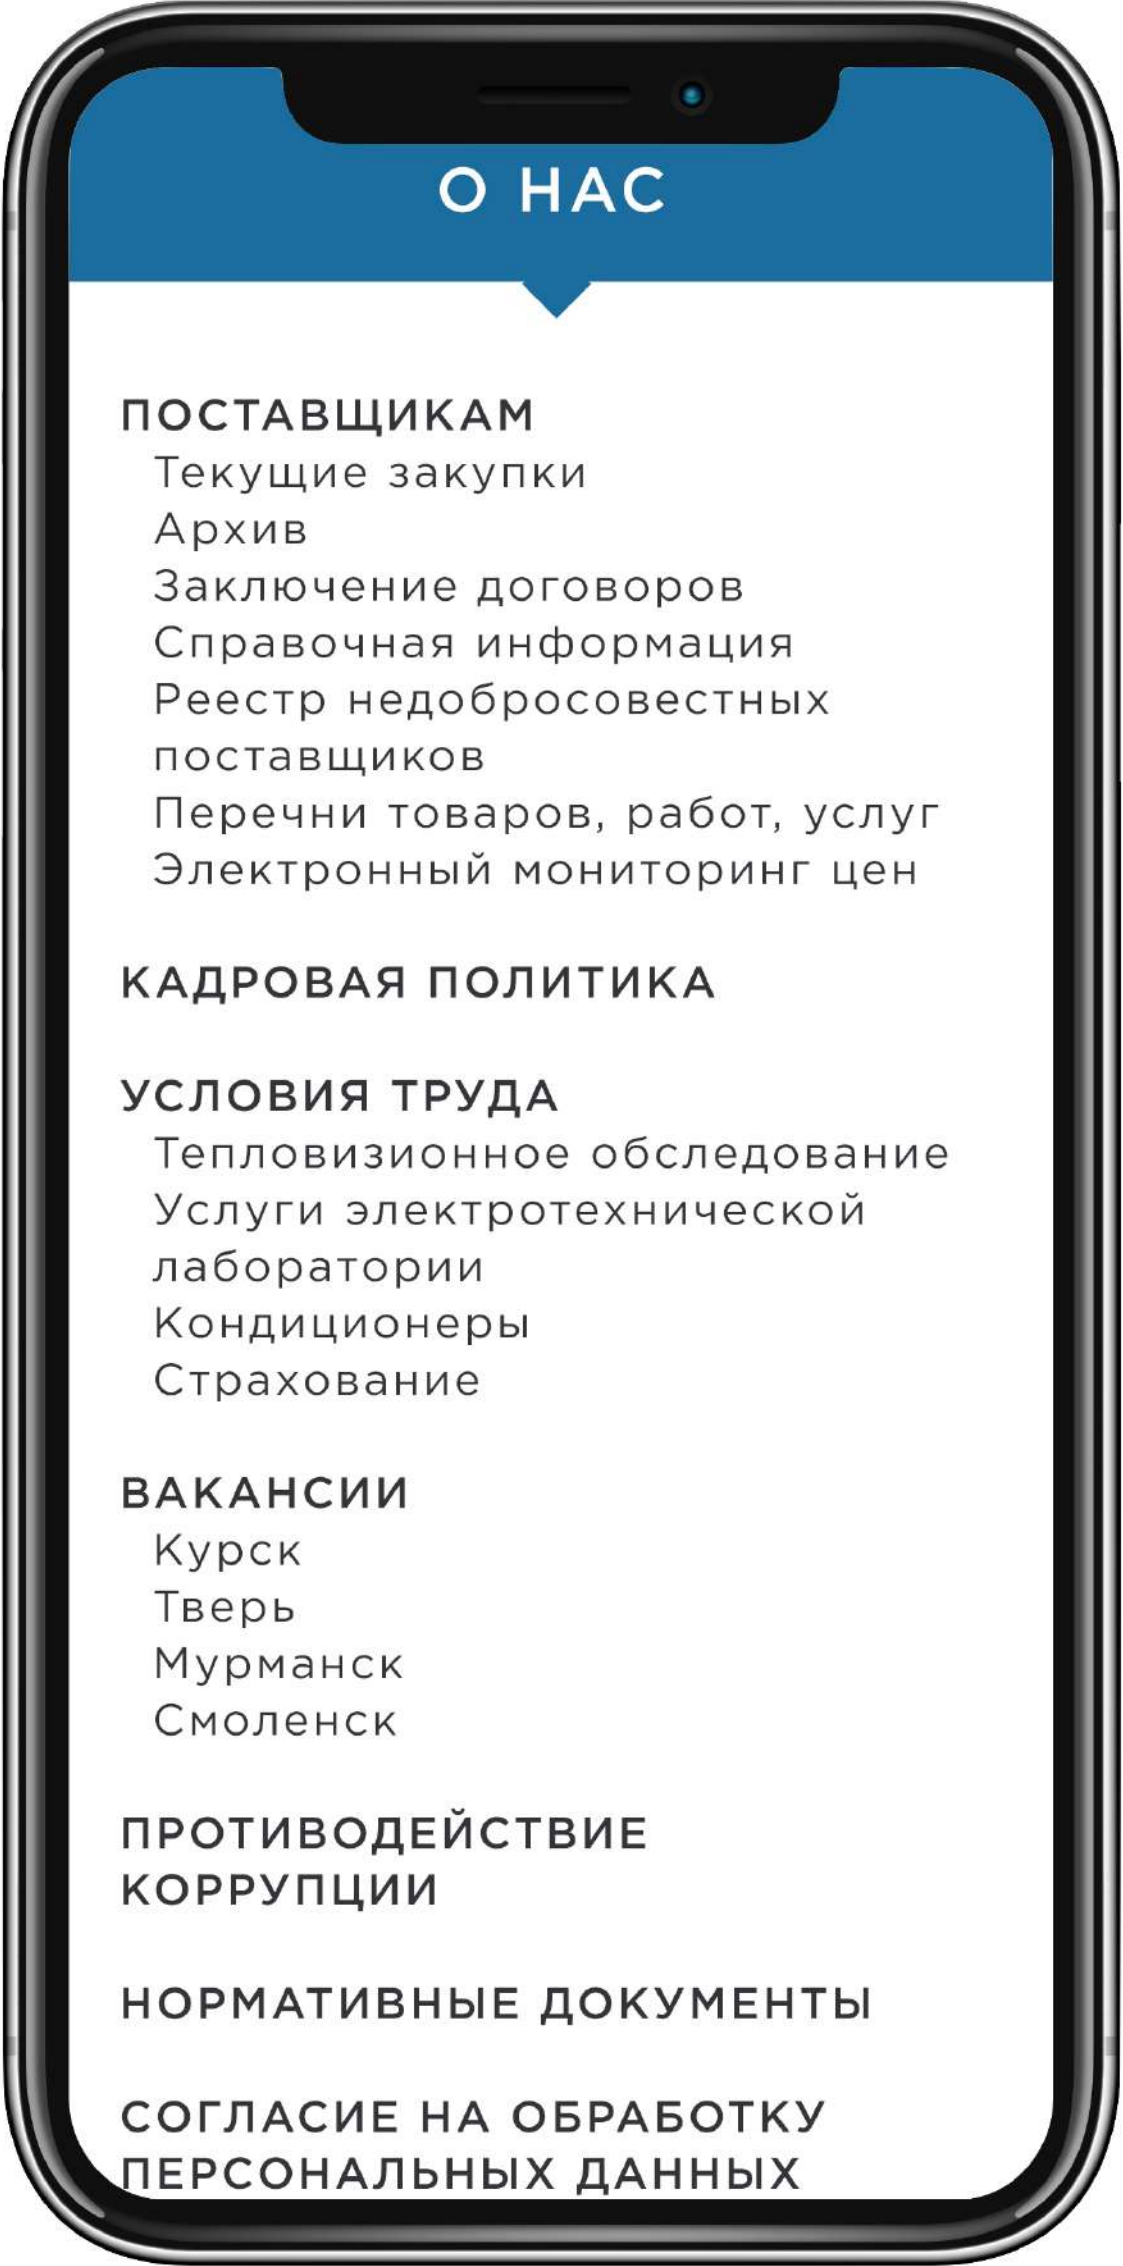 О НАС
ПОСТАВЩИКАМ
Текущие закупки
Архив
Заключение договоров
Справочная информация
Реестр недобросовестных
поставщиков
Перечни товаров, работ, услуг
Электронный мониторинг цен
КАДРОВАЯ ПОЛИТИКА
УСЛОВИЯ ТРУДА
Тепловизионное обследование
Услуги электротехнической
лаборатории
Кондиционеры
Страхование
ВАКАНСИИ
Курск
Тверь
Мурманск
Смоленск
ПРОТИВОДЕЙСТВИЕ
КОРРУПЦИИ
НОРМАТИВНЫЕ ДОКУМЕНТЫ
СОГЛАСИЕ НА ОБРАБОТКУ
ПЕРСОНАЛЬНЫХ ДАННЫХ